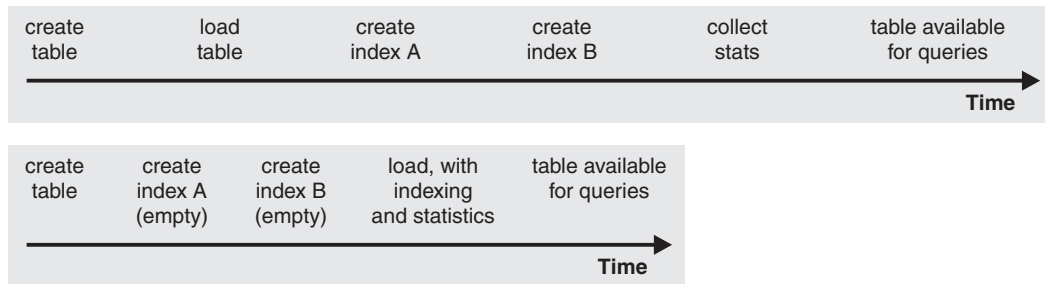 create load create create collect table available
table table index A index B stats for queries
Time
create create create load, with table available
table index A index B indexing for queries
(empty) (empty) and statistics
Time